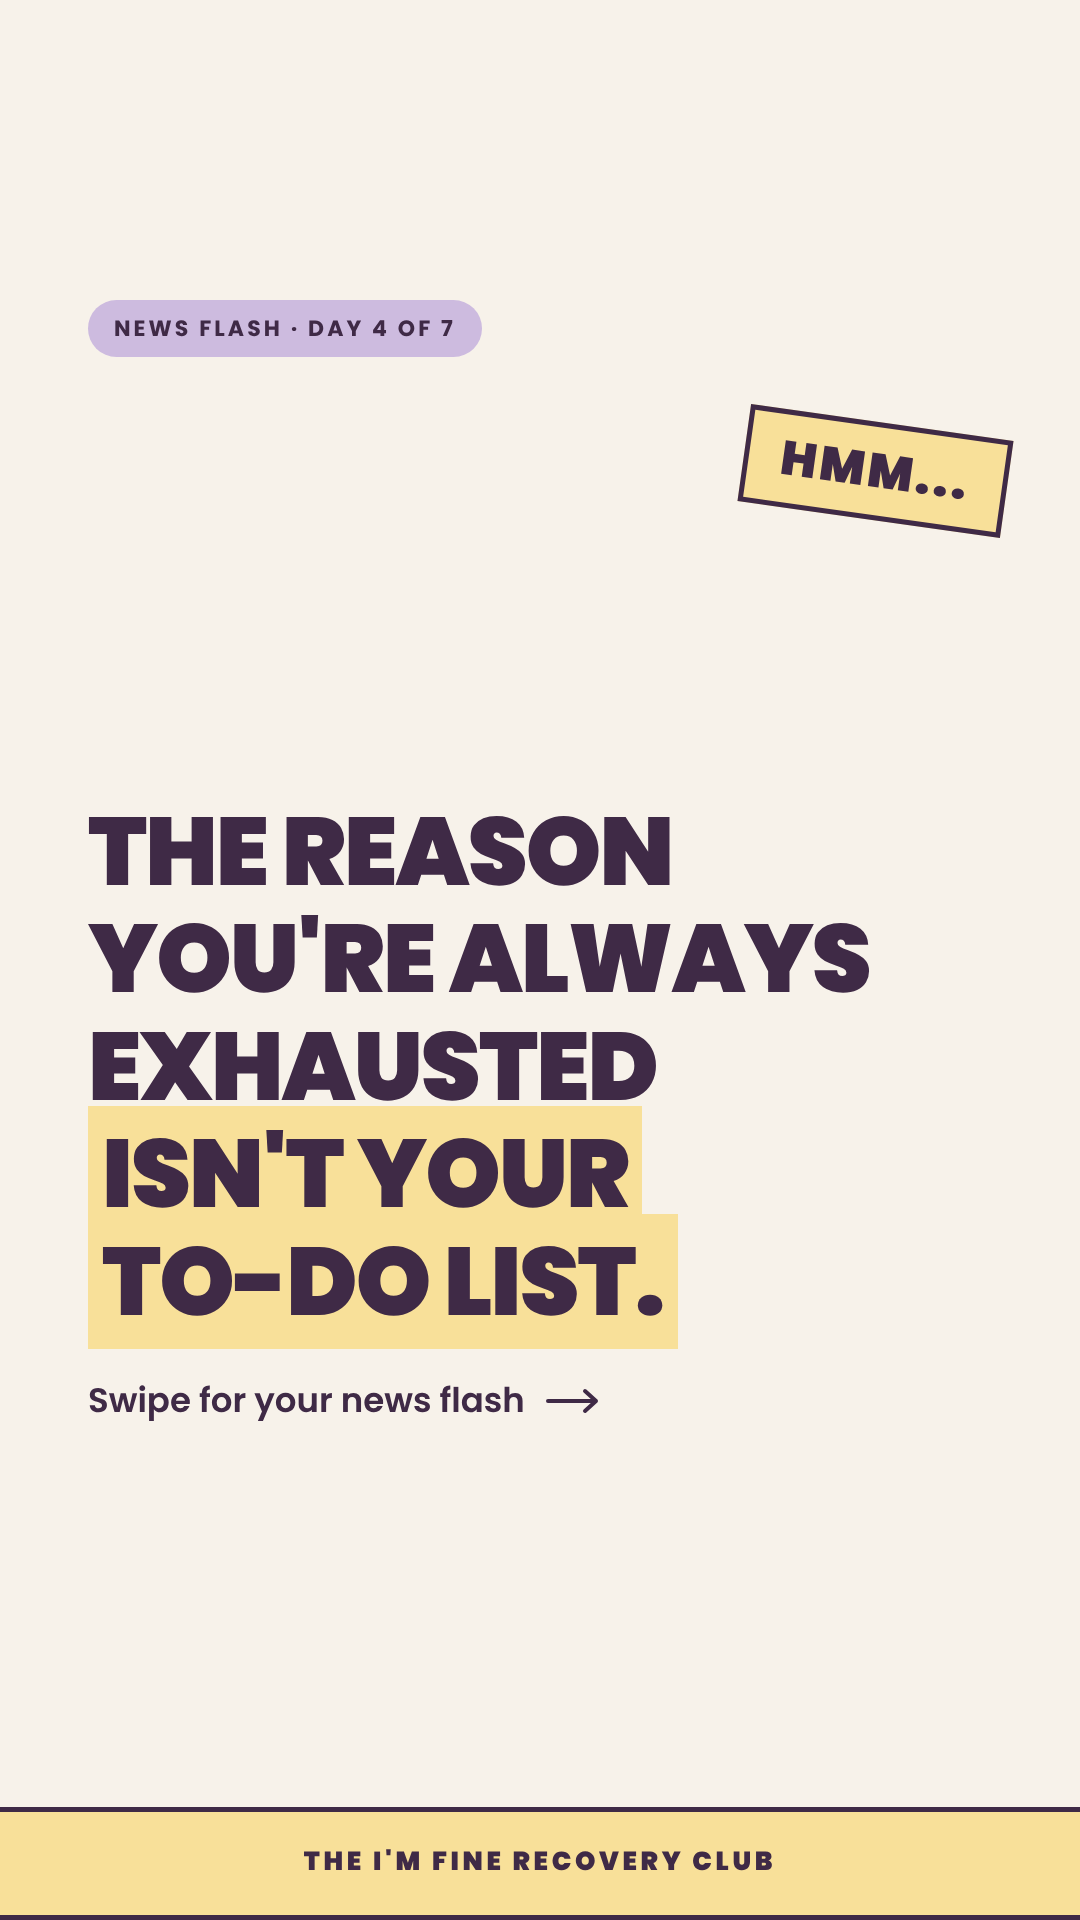 NEWS FLASH · DAY 4 OF 7
HMM...
THE REASON
YOU'RE ALWAYS
EXHAUSTED
ISN'T YOUR
TO-DO LIST.
Swipe for your news flash →
THE I'M FINE RECOVERY CLUB